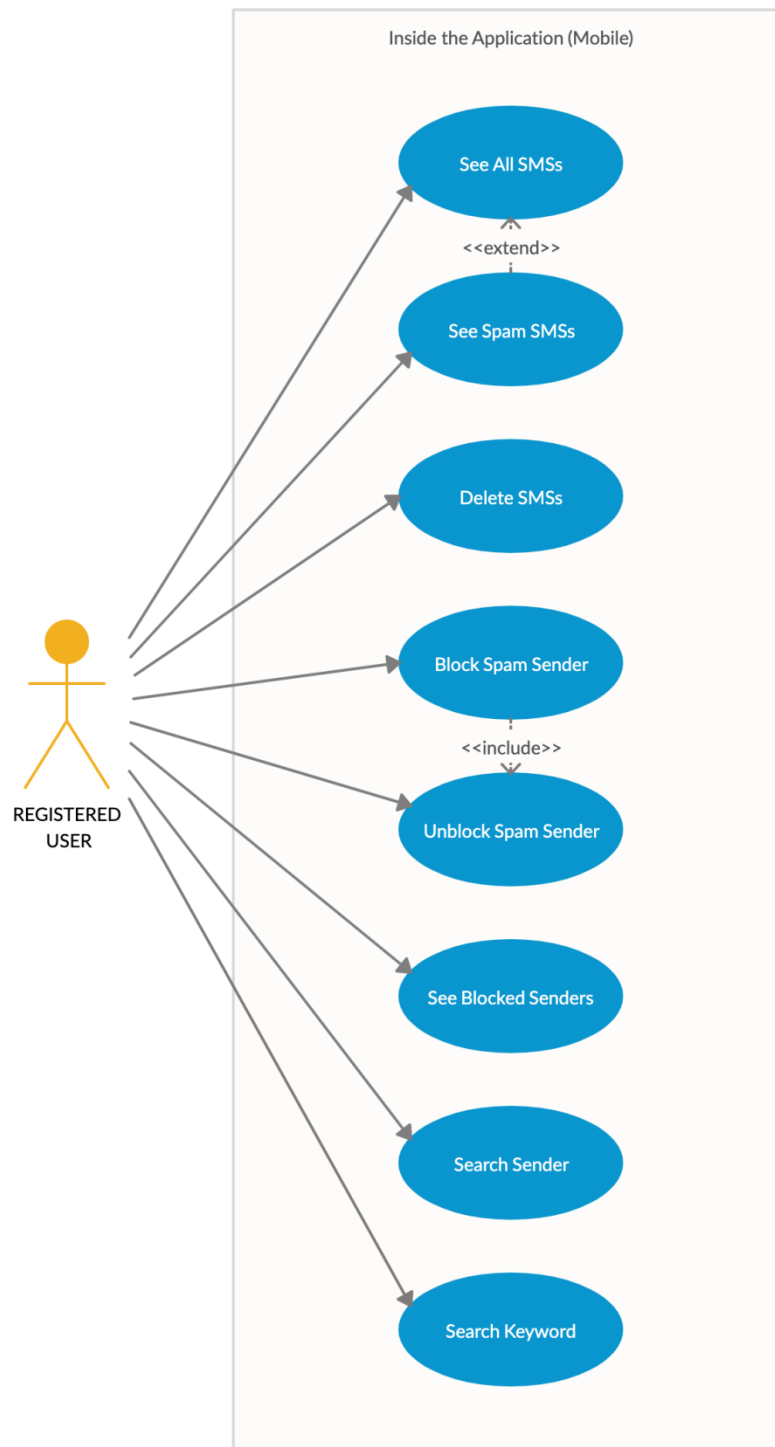 Inside the Application (Mobile)
See All SMSs
<<extend>>
See Spam SMSs
Delete SMSs
Block Spam Sender
<<include>>
Unblock Spam Sender
REGISTERED
USER
See Blocked Senders
Search Sender
Search Keyword